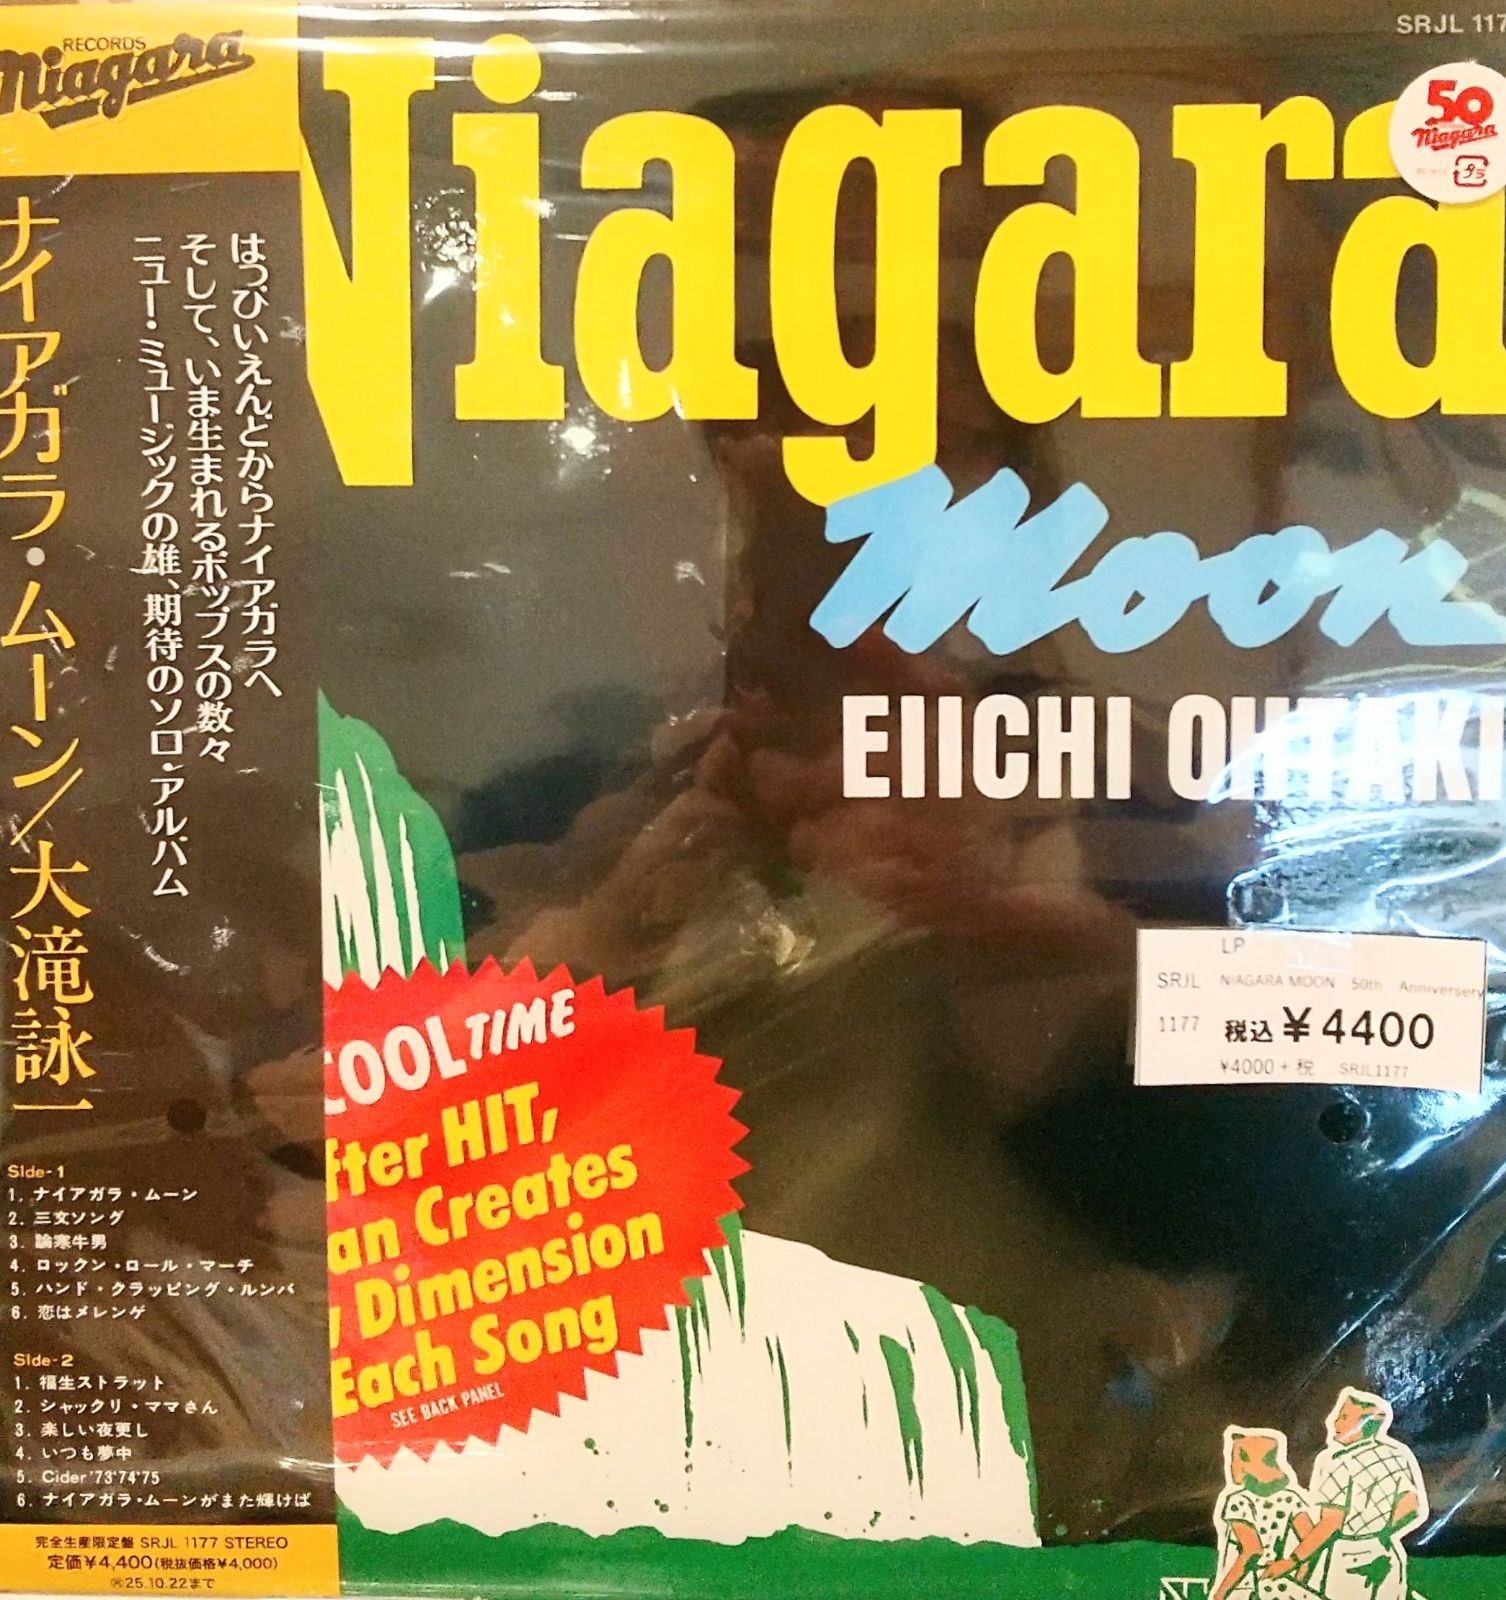 RECORDS
Niagara
ナイアガラ・ムーン/大滝詠一
はっぴいえんどからナイアガラへ
そして、いま生まれるポップスの数々
ニュー・ミュージックの雄、期待のソロ・アルバム
Side-1
1. ナイアガラ・ムーン
2. 三文ソング
3. 論寒牛男
4. ロックン・ロール・マーチ
5. ハンド・クラッピング・ルンバ
6. 恋はメレンゲ
Side-2
1. 福生ストラット
2. シャックリ・ママさん
3. 楽しい夜更し
4. いつも夢中
5. Cider '73'74'75
6. ナイアガラ・ムーンがまた輝けば
完全生産限定盤 SRJL 1177 STEREO
定価¥4,400(税抜価格¥4,000)
25.10.22まで
SRJL 117
50
Niagara
プラ
Niagara
Moon
EIICHI OHTAKI
COOL TIME
fter HIT,
an Creates
Dimension
Each Song
SEE BACK PANEL
LP
SRJL NIAGARA MOON 50th Anniversery
1177 税込 ¥4400
¥4000+税 SRJL1177